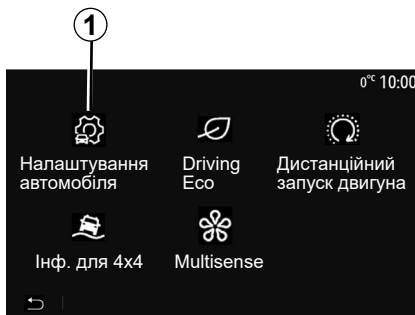 1
0°C 10:00
Налаштування
автомобіля
Driving
Eco
Дистанційний
запуск двигуна
Інф. для 4x4
Multisense